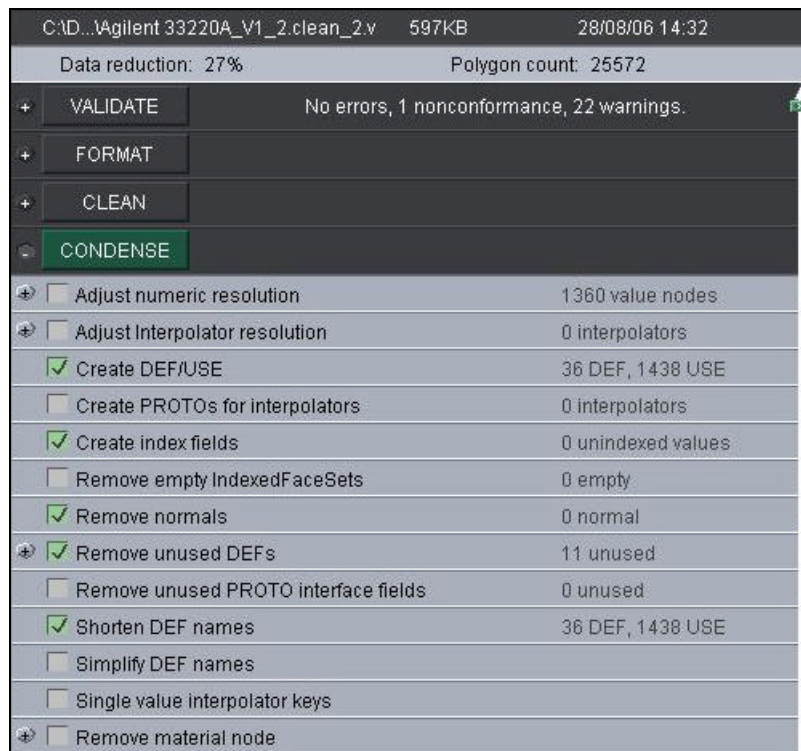 C:\D...\Agilent 33220A_V1_2.clean_2.v 597KB 28/08/06 14:32
Data reduction: 27% Polygon count: 25572
VALIDATE No errors, 1 nonconformance, 22 warnings.
FORMAT
CLEAN
CONDENSE
Adjust numeric resolution 1360 value nodes
Adjust Interpolator resolution 0 interpolators
Create DEF/USE 36 DEF, 1438 USE
Create PROTOs for interpolators 0 interpolators
Create index fields 0 unindexed values
Remove empty IndexedFaceSets 0 empty
Remove normals 0 normal
Remove unused DEFs 11 unused
Remove unused PROTO interface fields 0 unused
Shorten DEF names 36 DEF, 1438 USE
Simplify DEF names
Single value interpolator keys
Remove material node